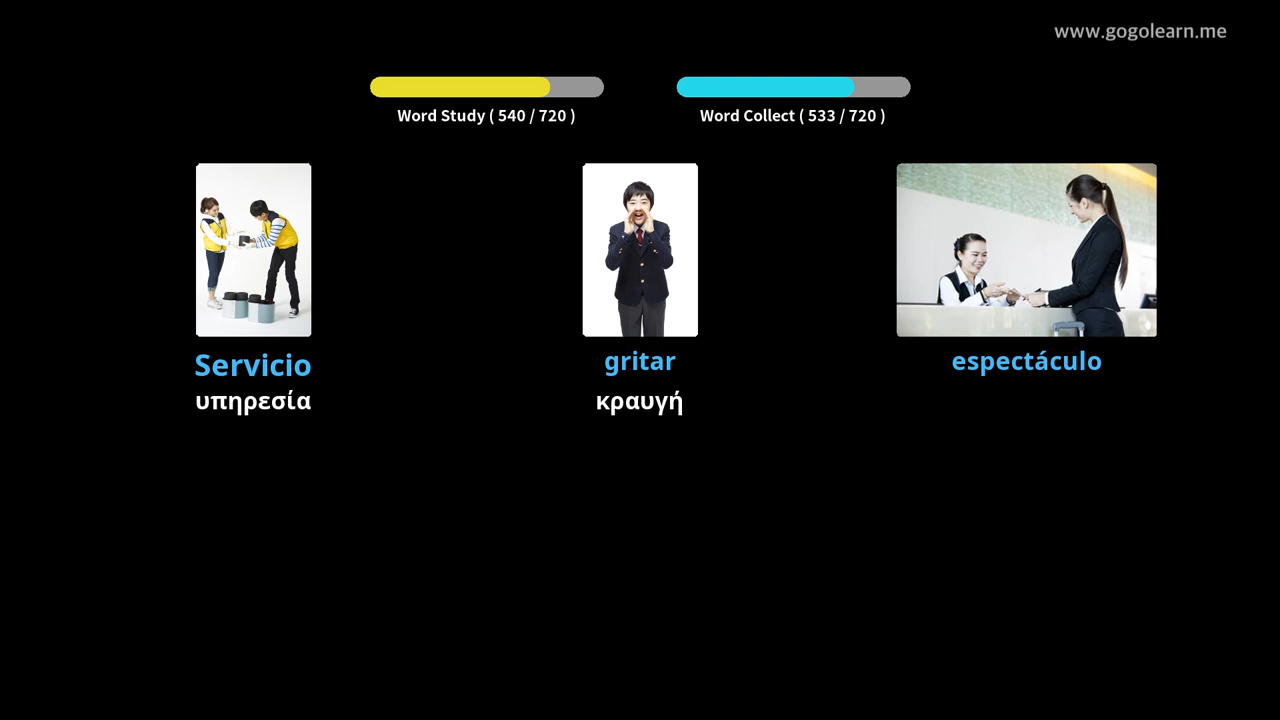 www.gogolearn.me
Word Study ( 540 / 720 )
Word Collect ( 533 / 720 )
Servicio
υπηρεσία
gritar
κραυγή
espectáculo